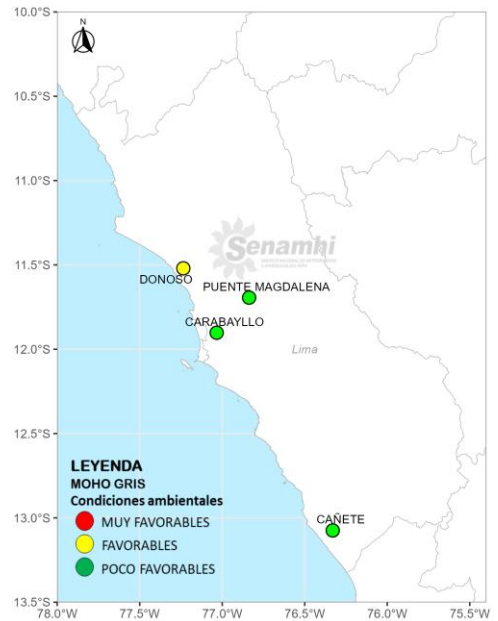 N
10.0°S
10.5°S
11.0°S
11.5°S
12.0°S
12.5°S
13.0°S
13.5°S
Senamhi
DONOSO
PUENTE MAGDALENA
CARABAYLLO
Lima
CAÑETE
LEYENDA
MOHO GRIS
Condiciones ambientales
MUY FAVORABLES
FAVORABLES
POCO FAVORABLES
78.0°W 77.5°W 77.0°W 76.5°W 76.0°W 75.5°W